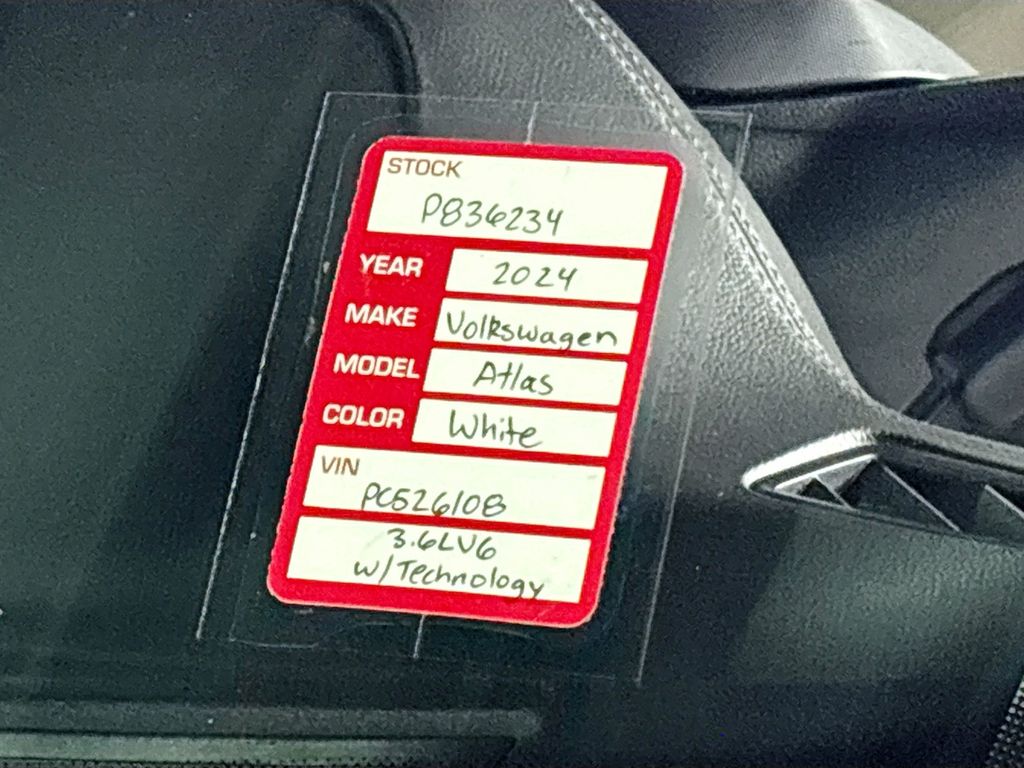 STOCK
P836234
YEAR 2024
MAKE Volkswagen
MODEL Atlas
COLOR White
VIN
PC526108
3.6LV6
w/Technology